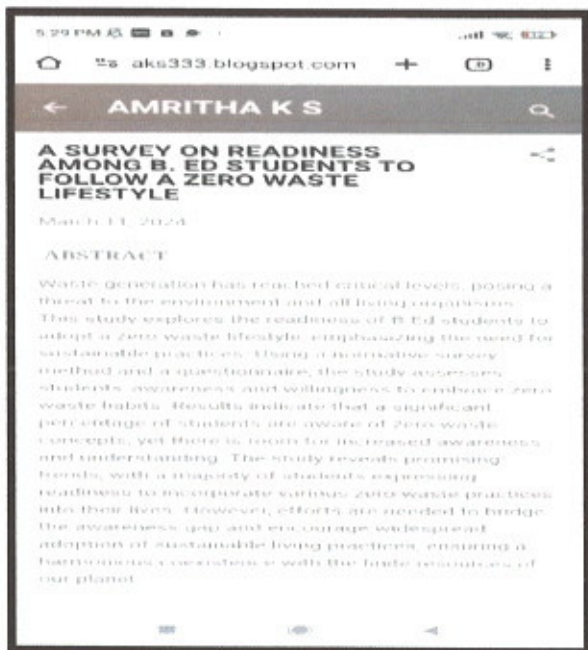 5:29 PM
aks333.blogspot.com
AMRITHA K S
A SURVEY ON READINESS
AMONG B. ED STUDENTS TO
FOLLOW A ZERO WASTE
LIFESTYLE
March 11, 2024
ABSTRACT
Waste generation has reached critical levels, posing a
threat to the environment and all living organisms.
This study explores the readiness of B Ed students to
adopt a zero waste lifestyle, emphasizing the need for
sustainable practices. Using a normative survey
method and a questionnaire, the study assesses
students' awareness and willingness to embrace zero
waste habits. Results indicate that a significant
percentage of students are aware of zero waste
concepts, yet there is room for increased awareness
and understanding. The study reveals promising
trends, with a majority of students expressing
readiness to incorporate various zero waste practices
into their lives. However, efforts are needed to bridge
the awareness gap and encourage widespread
adoption of sustainable living practices, ensuring a
harmonious coexistence with the finite resources of
our planet.